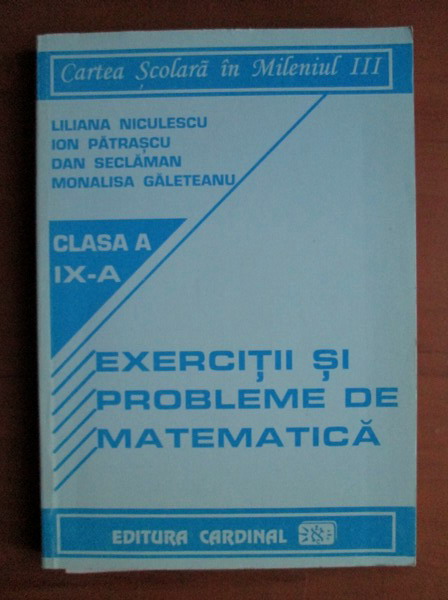 Cartea Școlară în Mileniul III
LILIANA NICULESCU
ION PĂTRAȘCU
DAN SECLĂMAN
MONALISA GĂLETEANU
CLASA A
IX-A
EXERCIȚII ȘI
PROBLEME DE
MATEMATICĂ
EDITURA CARDINAL